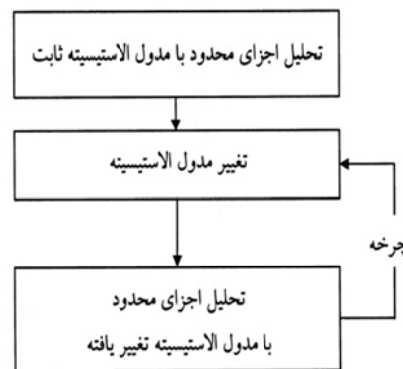 تحلیل اجزای محدود با مدول الاستیسیته ثابت
تغییر مدول الاستیسیته
چرخه
تحلیل اجزای محدود
با مدول الاستیسیته تغییر یافته